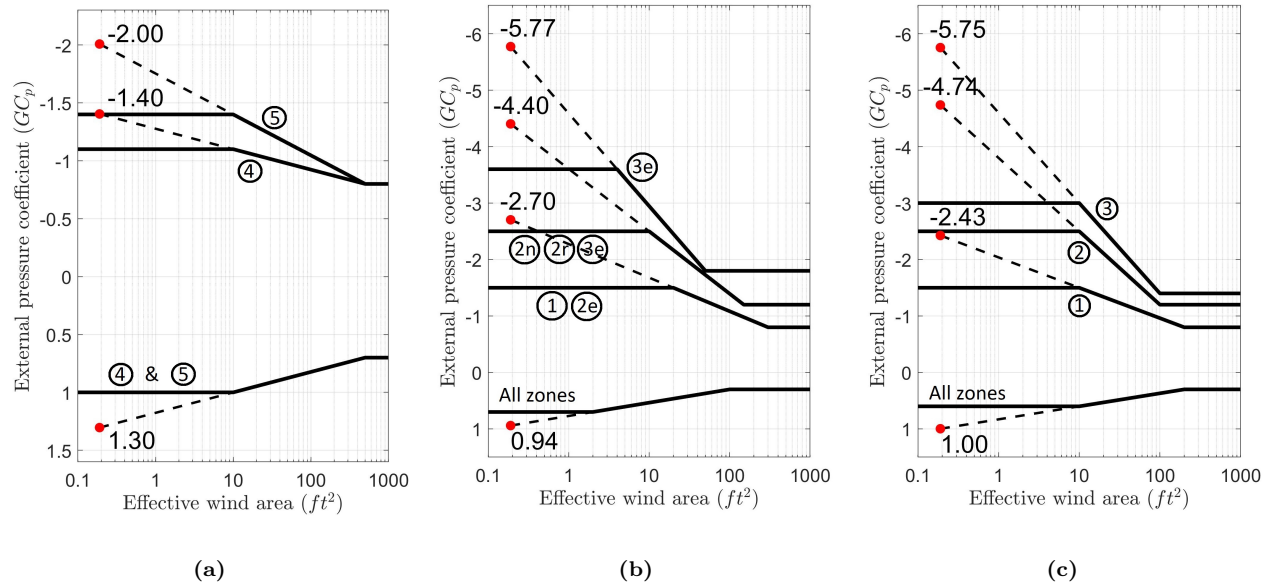 External pressure coefficient (GC_p)
-2
-1.5
-1
-0.5
0
0.5
1
1.5
-2.00
-1.40
5
4
4 & 5
1.30
0.1 1 10 100 1000
Effective wind area (ft²)
(a)
External pressure coefficient (GC_p)
-6
-5
-4
-3
-2
-1
0
1
-5.77
-4.40
3e
-2.70
2n 2r 3e
1 2e
All zones
0.94
0.1 1 10 100 1000
Effective wind area (ft²)
(b)
External pressure coefficient (GC_p)
-6
-5
-4
-3
-2
-1
0
1
-5.75
-4.74
3
-2.43
2
1
All zones
1.00
0.1 1 10 100 1000
Effective wind area (ft²)
(c)